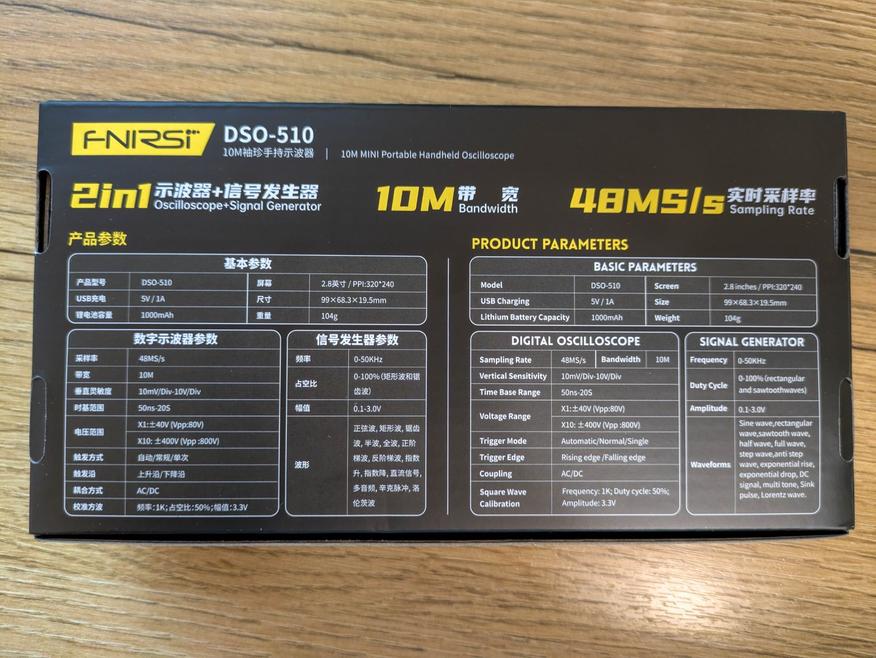 FNIRSI DSO-510
10M袖珍手持示波器 | 10M MINI Portable Handheld Oscilloscope
2in1 示波器+信号发生器
Oscilloscope+Signal Generator
10M 带 宽
Bandwidth
48MS/s 实时采样率
Sampling Rate
产品参数
基本参数
产品型号 DSO-510 屏幕 2.8英寸 / PPI:320*240
USB充电 5V / 1A 尺寸 99×68.3×19.5mm
锂电池容量 1000mAh 重量 104g
数字示波器参数
采样率 48MS/s
带宽 10M
垂直灵敏度 10mV/Div-10V/Div
时基范围 50ns-20S
电压范围 X1:±40V (Vpp:80V)
X10: ±400V (Vpp :800V)
触发方式 自动/常规/单次
触发沿 上升沿/下降沿
耦合方式 AC/DC
校准方波 频率:1K;占空比:50%;幅值:3.3V
信号发生器参数
频率 0-50KHz
占空比 0-100%(矩形波和锯
齿波)
幅值 0.1-3.0V
波形 正弦波, 矩形波, 锯齿
波, 半波, 全波, 正阶
梯波, 反阶梯波, 指数
升, 指数降, 直流信号,
多音频, 辛克脉冲, 洛
伦茨波
PRODUCT PARAMETERS
BASIC PARAMETERS
Model DSO-510 Screen 2.8 inches / PPI:320*240
USB Charging 5V / 1A Size 99×68.3×19.5mm
Lithium Battery Capacity 1000mAh Weight 104g
DIGITAL OSCILLOSCOPE
Sampling Rate 48MS/s Bandwidth 10M
Vertical Sensitivity 10mV/Div-10V/Div
Time Base Range 50ns-20S
Voltage Range X1:±40V (Vpp:80V)
X10: ±400V (Vpp :800V)
Trigger Mode Automatic/Normal/Single
Trigger Edge Rising edge /Falling edge
Coupling AC/DC
Square Wave Calibration Frequency: 1K; Duty cycle: 50%;
Amplitude: 3.3V
SIGNAL GENERATOR
Frequency 0-50KHz
Duty Cycle 0-100%(rectangular
and sawtoothwaves)
Amplitude 0.1-3.0V
Waveforms Sine wave,rectangular
wave,sawtooth wave,
half wave, full wave,
step wave,anti step
wave, exponential rise,
exponential drop, DC
signal, multi tone, Sink
pulse, Lorentz wave.